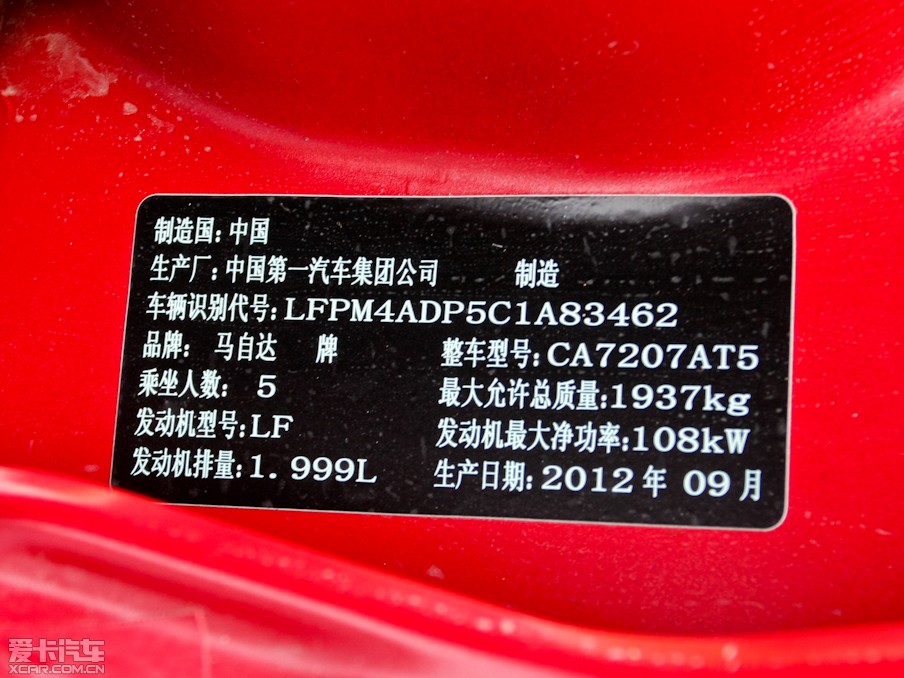 制造国: 中国
生产厂: 中国第一汽车集团公司 制造
车辆识别代号: LFPM4ADP5C1A83462
品牌: 马自达 牌 整车型号: CA7207AT5
乘坐人数: 5 最大允许总质量: 1937kg
发动机型号: LF 发动机最大净功率: 108kW
发动机排量: 1.999L 生产日期: 2012 年 09 月
爱卡汽车
XCAR.COM.CN